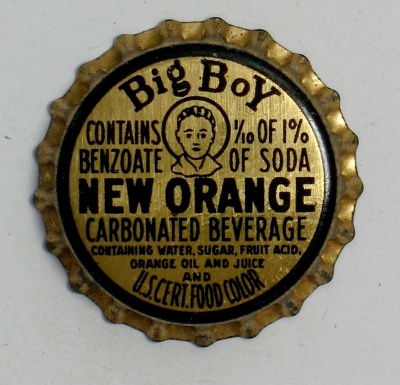 Big Boy
CONTAINS 1/10 OF 1%
BENZOATE OF SODA
NEW ORANGE
CARBONATED BEVERAGE
CONTAINING WATER, SUGAR, FRUIT ACID,
ORANGE OIL AND JUICE
AND
U.S. CERT. FOOD COLOR